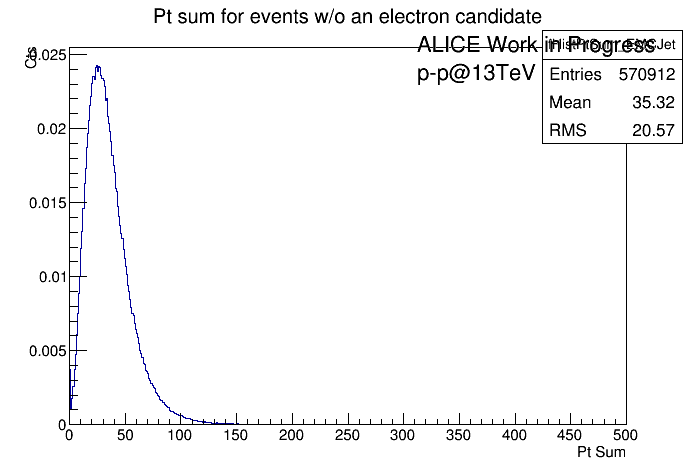 Pt sum for events w/o an electron candidate
ALICE Work in Progress
p-p@13TeV
Entries 570912
Mean 35.32
RMS 20.57
0.025
0.02
0.015
0.01
0.005
0
0 50 100 150 200 250 300 350 400 450 500
Pt Sum